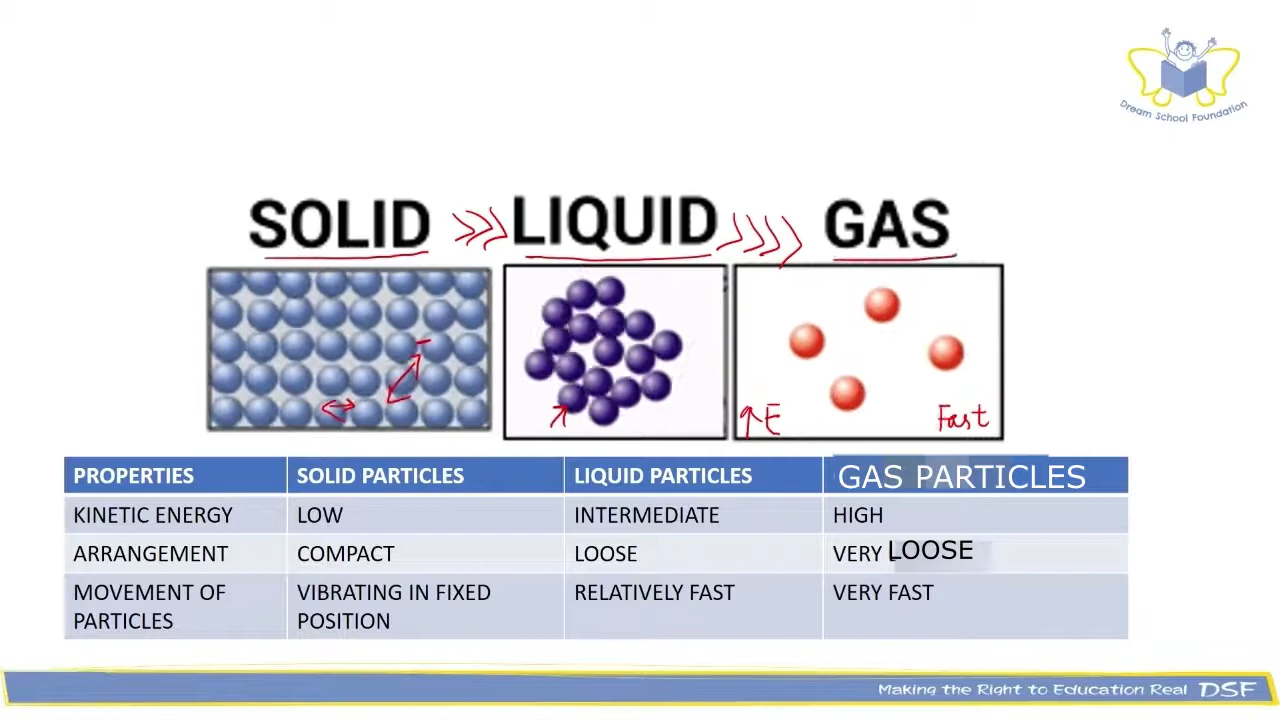 Dream School Foundation
SOLID LIQUID GAS
↑E Fast
PROPERTIES SOLID PARTICLES LIQUID PARTICLES GAS PARTICLES
KINETIC ENERGY LOW INTERMEDIATE HIGH
ARRANGEMENT COMPACT LOOSE VERY LOOSE
MOVEMENT OF VIBRATING IN FIXED RELATIVELY FAST VERY FAST
PARTICLES POSITION
Making the Right to Education Real DSF